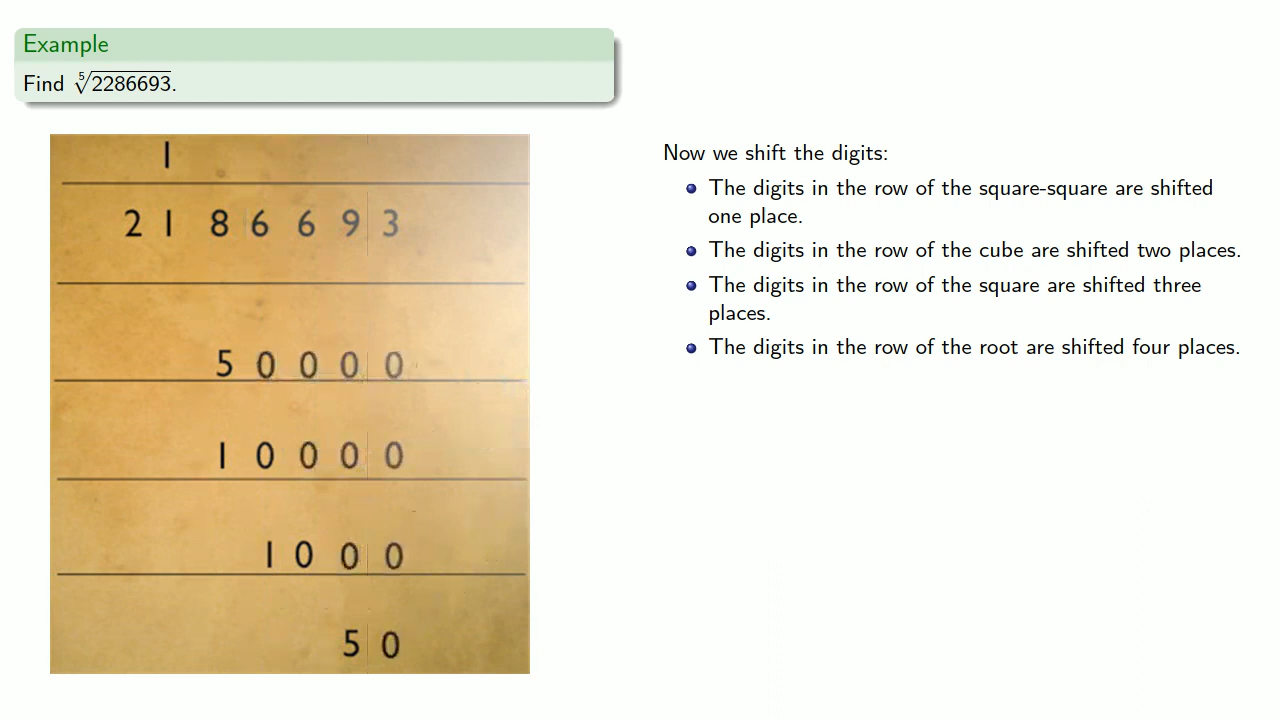 Example
Find ⁵√2286693.
1
2 1 8 6 6 9 3
5 0 0 0 0
1 0 0 0 0
1 0 0 0
5 0
Now we shift the digits:
The digits in the row of the square-square are shifted
one place.
The digits in the row of the cube are shifted two places.
The digits in the row of the square are shifted three
places.
The digits in the row of the root are shifted four places.